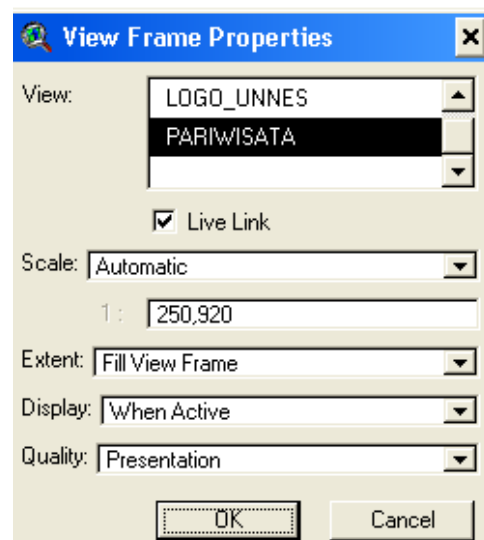 View Frame Properties
View:
LOGO_UNNES
PARIWISATA
Live Link
Scale: Automatic
1 : 250,920
Extent: Fill View Frame
Display: When Active
Quality: Presentation
OK Cancel